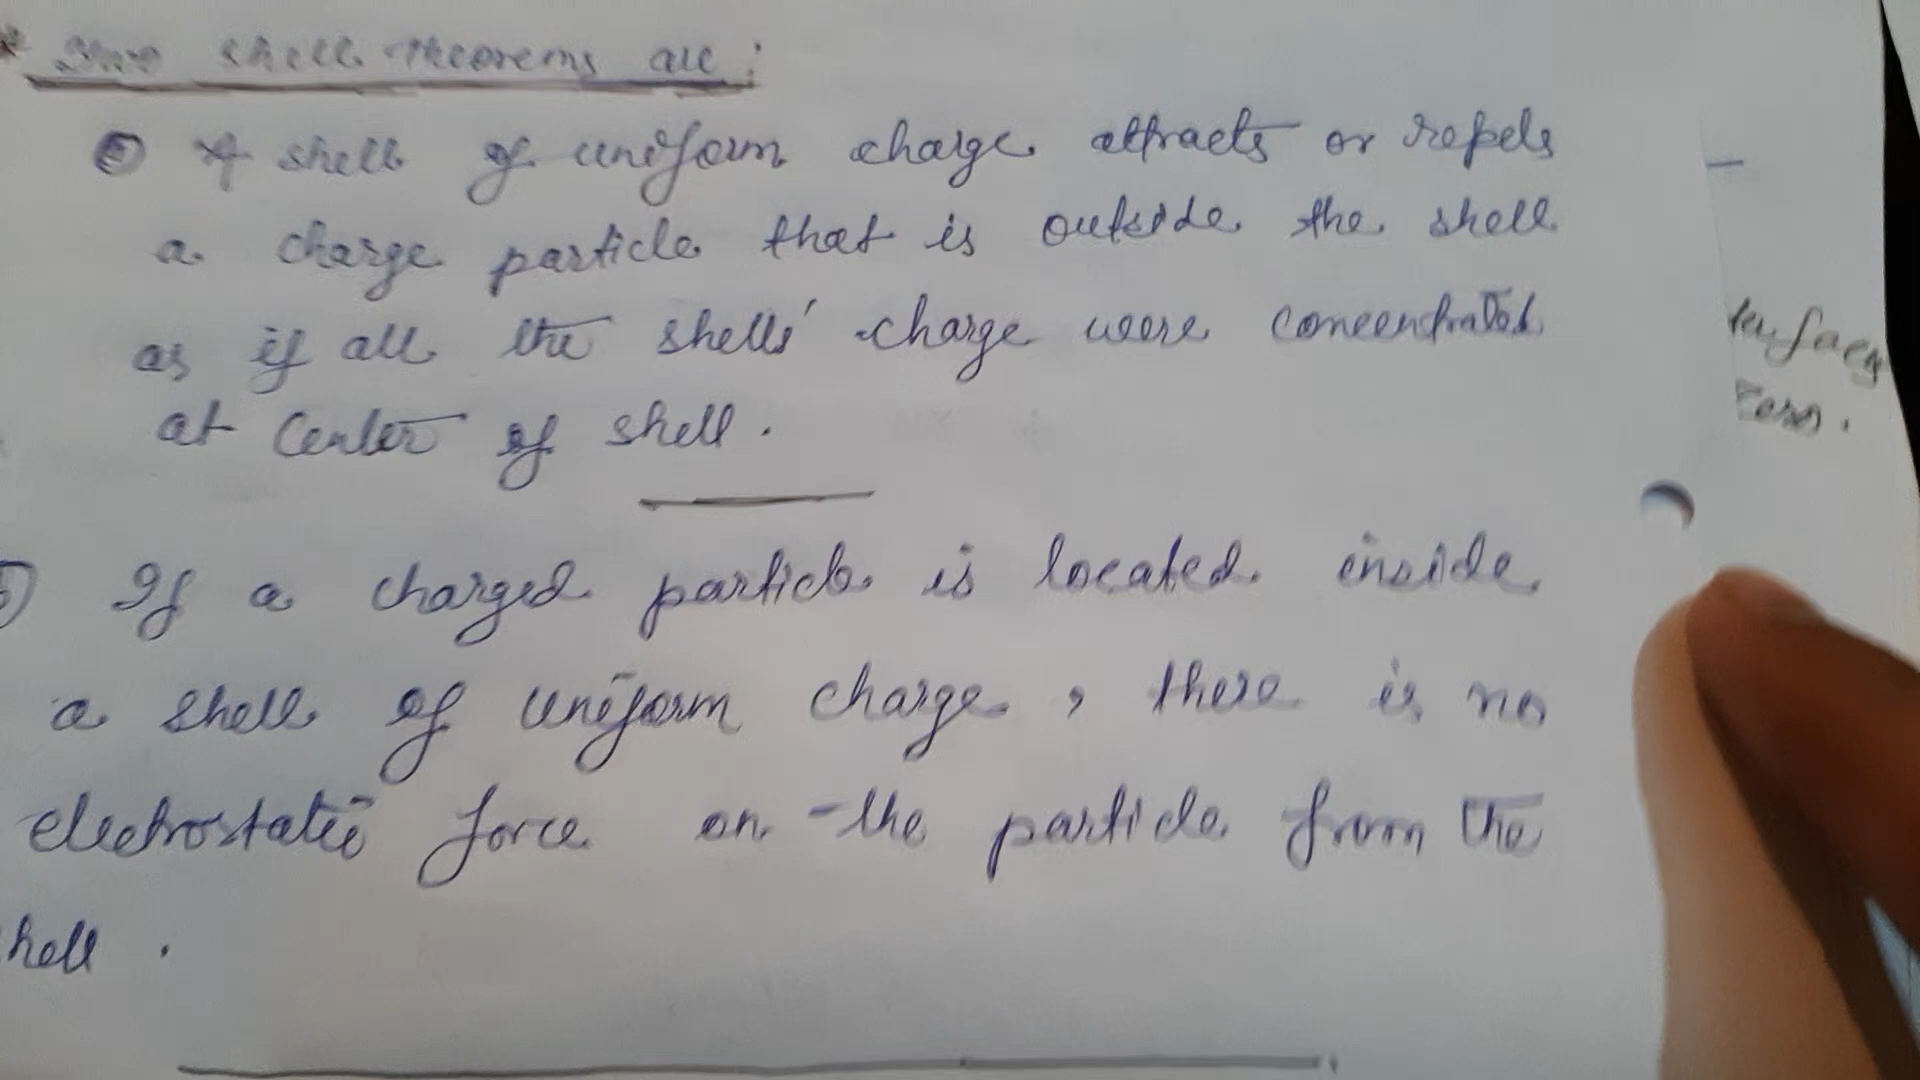 Two shell theorems are:
A shell of uniform charge attracts or repels
a charge particle that is outside the shell
as if all the shells' charge were concentrated
at Center of shell.
If a charged particle is located inside
a shell of uniform charge, there is no
electrostatic force on the particle from the
hell.
zero.